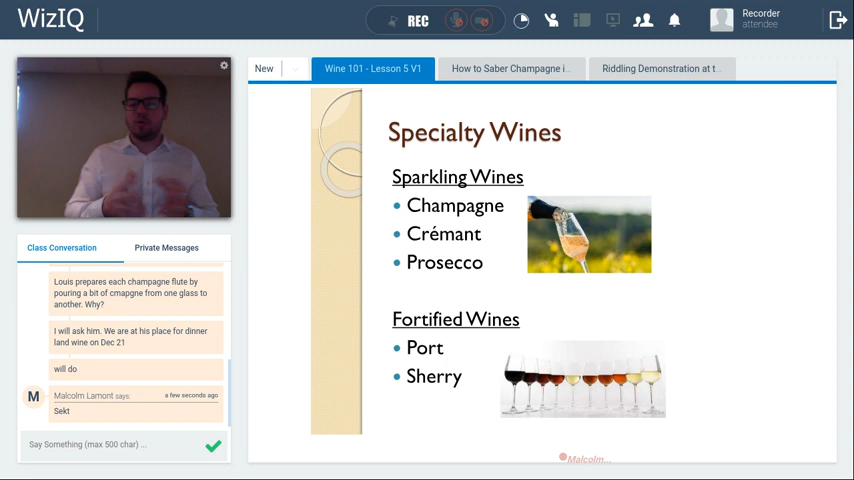 WizIQ
REC
Recorder
attendee
New
Wine 101 - Lesson 5 V1
How to Saber Champagne i...
Riddling Demonstration at t...
Specialty Wines
Sparkling Wines
Champagne
Crémant
Prosecco
Fortified Wines
Port
Sherry
Malcolm...
Class Conversation
Private Messages
Louis prepares each champagne flute by
pouring a bit of cmapgne from one glass to
another. Why?
I will ask him. We are at his place for dinner
land wine on Dec 21
will do
M
Malcolm Lamont says:
a few seconds ago
Sekt
Say Something (max 500 char) ...